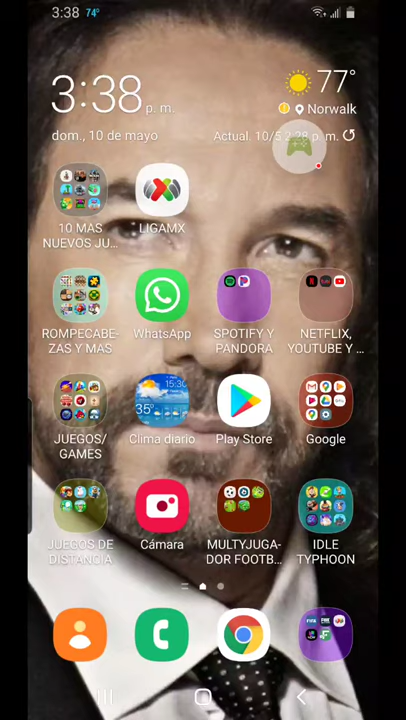 3:38 74°
3:38 p. m.
77°
Norwalk
dom., 10 de mayo
Actual. 10/5 2:28 p. m.
10 MAS
NUEVOS JU...
LIGAMX
ROMPECABE-
ZAS Y MAS
WhatsApp
SPOTIFY Y
PANDORA
NETFLIX,
YOUTUBE Y ...
15:30
35°
JUEGOS/
GAMES
Clima diario
Play Store
Google
JUEGOS DE
DISTANCIA
Cámara
MULTYJUGA-
DOR FOOTB...
IDLE
TYPHOON